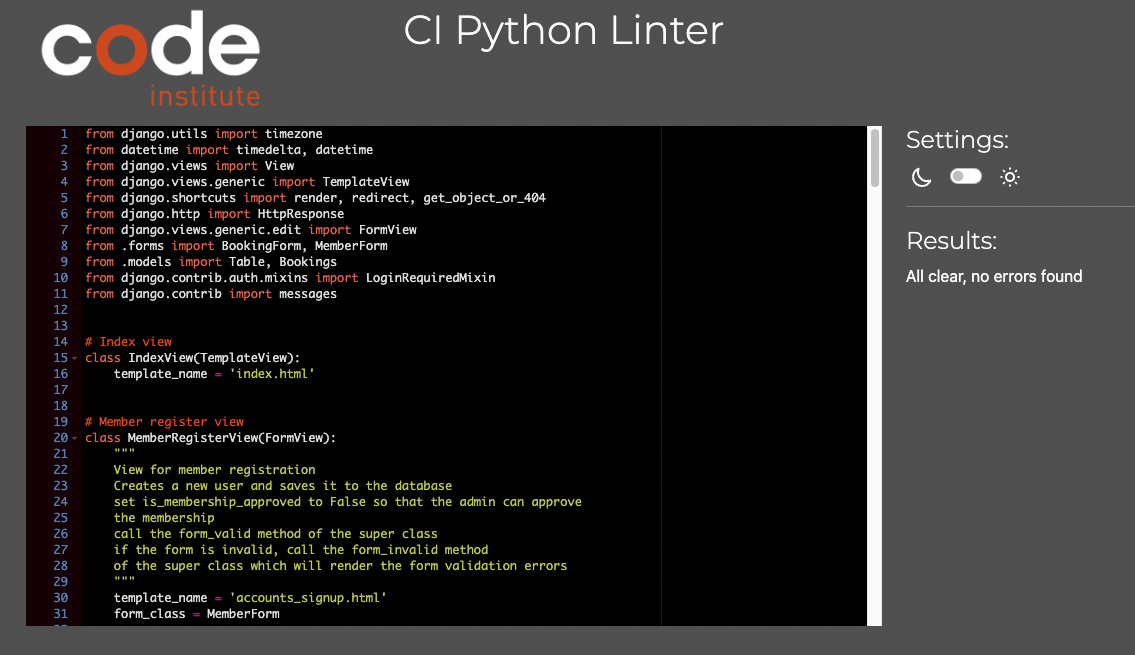 code
institute
CI Python Linter
1 from django.utils import timezone
2 from datetime import timedelta, datetime
3 from django.views import View
4 from django.views.generic import TemplateView
5 from django.shortcuts import render, redirect, get_object_or_404
6 from django.http import HttpResponse
7 from django.views.generic.edit import FormView
8 from .forms import BookingForm, MemberForm
9 from .models import Table, Bookings
10 from django.contrib.auth.mixins import LoginRequiredMixin
11 from django.contrib import messages
12
13
14 # Index view
15 class IndexView(TemplateView):
16     template_name = 'index.html'
17
18
19 # Member register view
20 class MemberRegisterView(FormView):
21     """
22     View for member registration
23     Creates a new user and saves it to the database
24     set is_membership_approved to False so that the admin can approve
25     the membership
26     call the form_valid method of the super class
27     if the form is invalid, call the form_invalid method
28     of the super class which will render the form validation errors
29     """
30     template_name = 'accounts_signup.html'
31     form_class = MemberForm
Settings:
Results:
All clear, no errors found